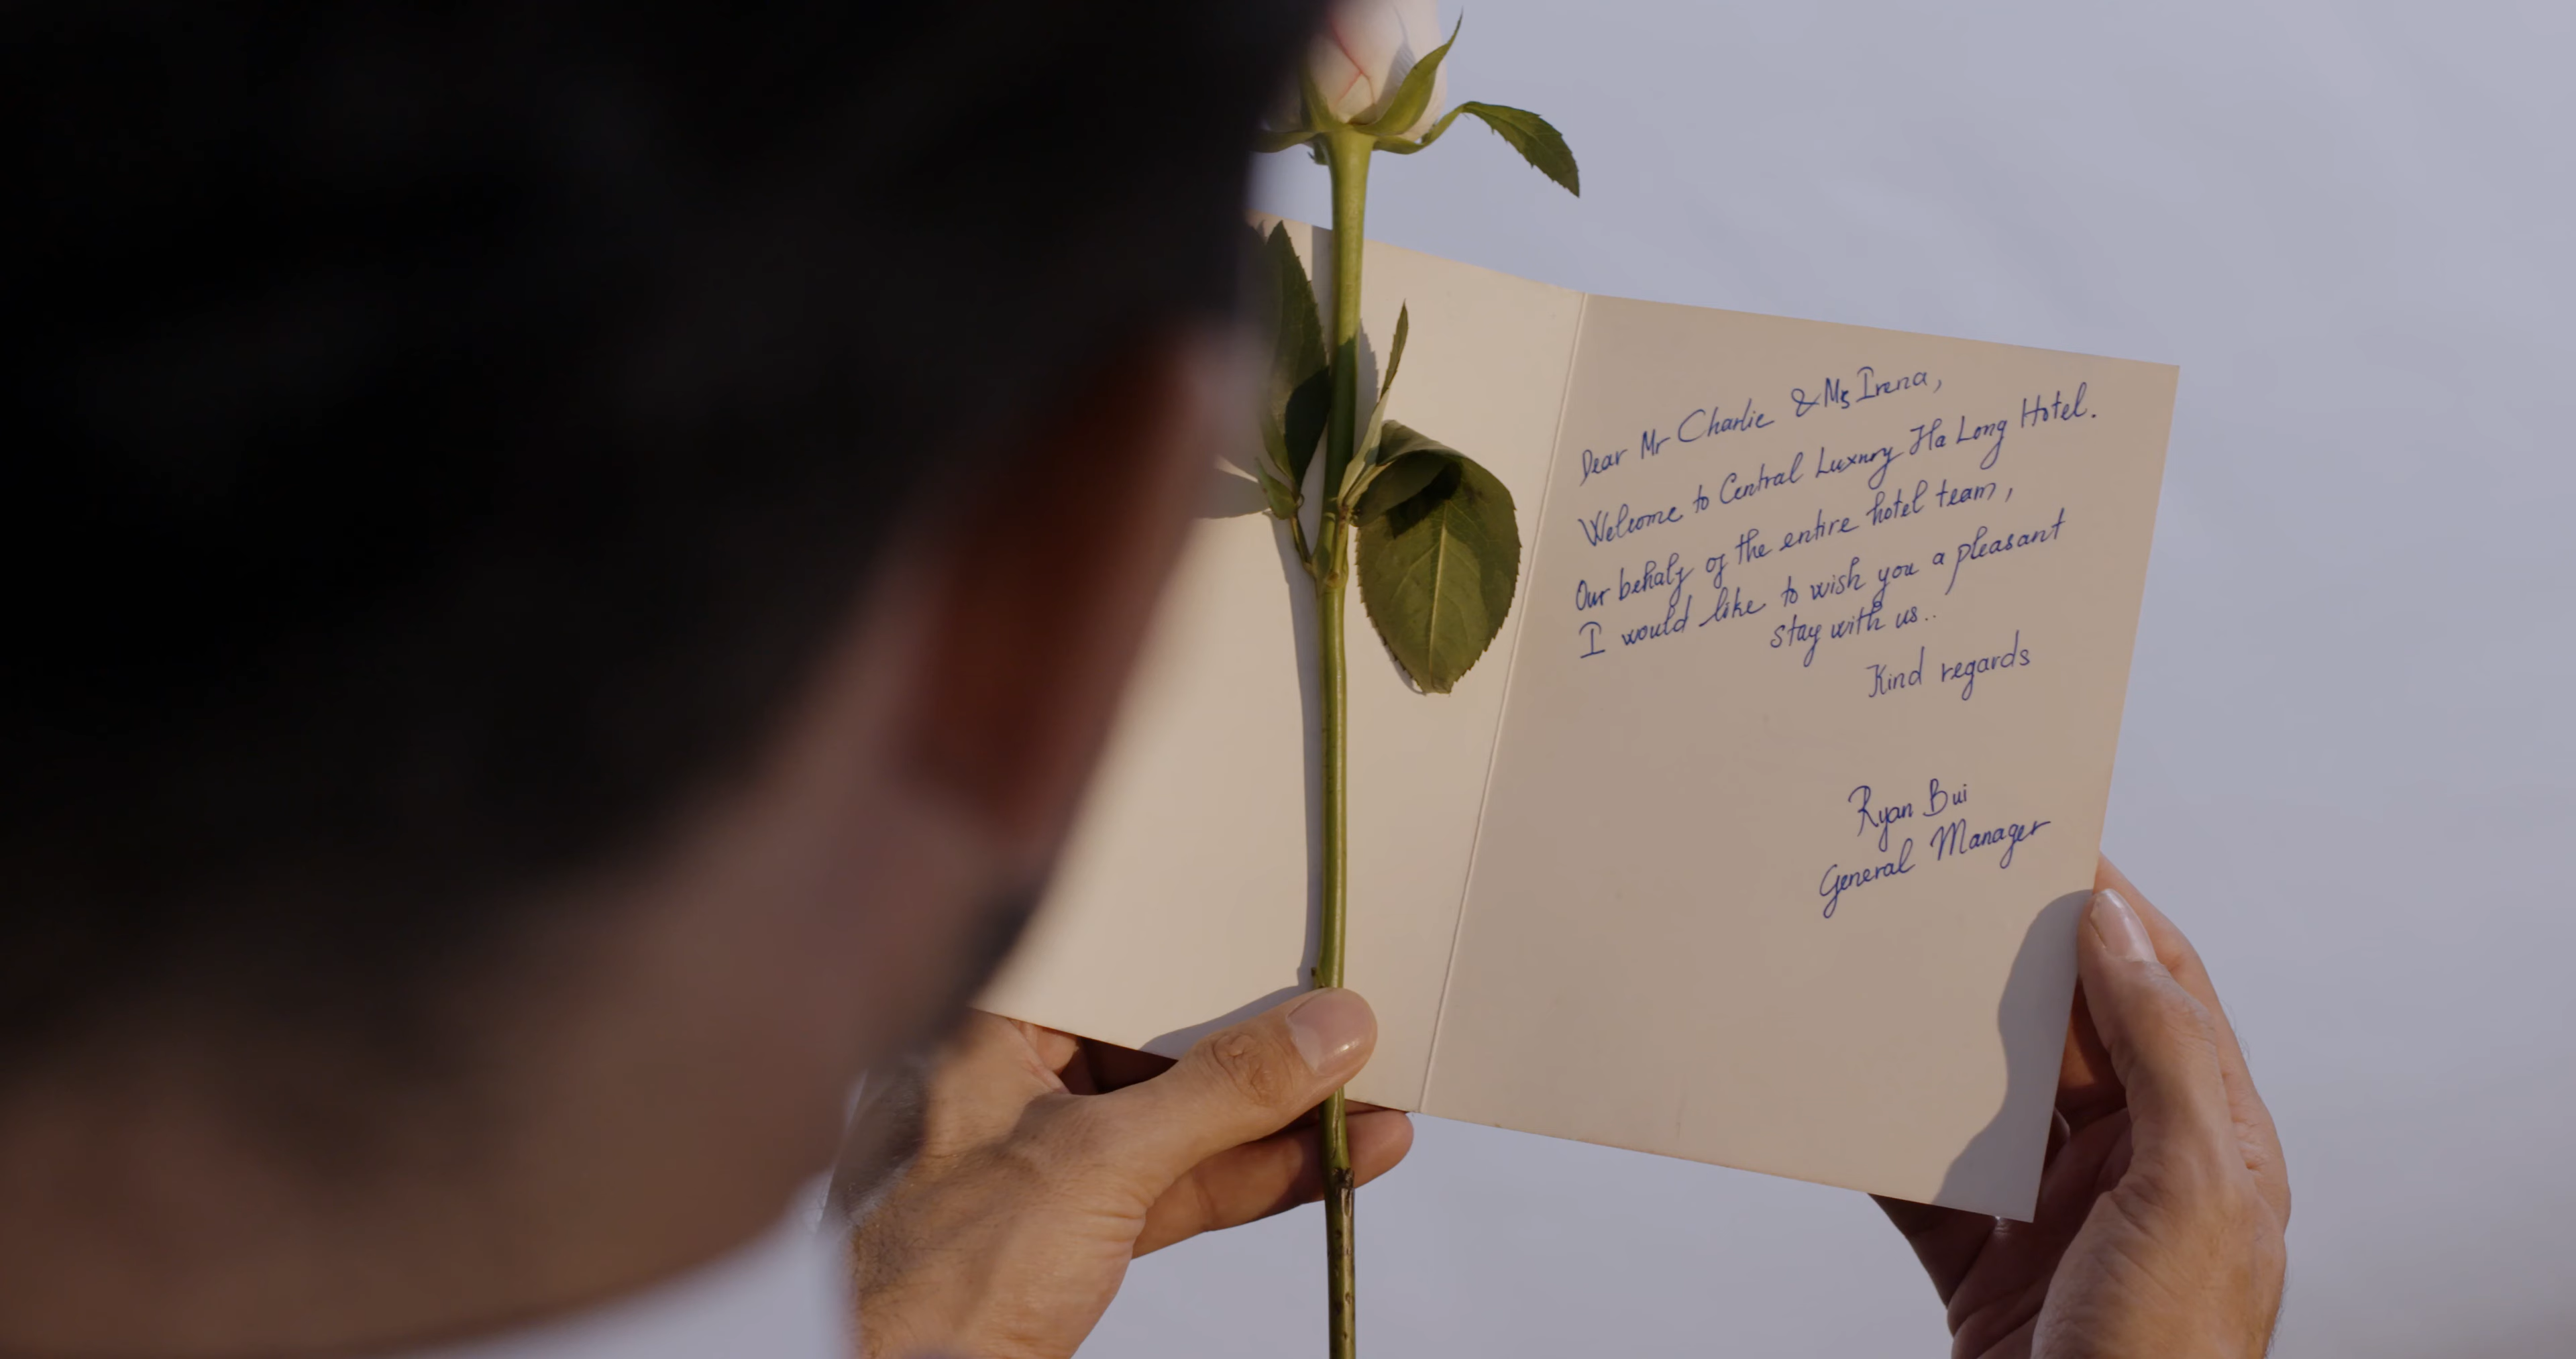 Dear Mr Charlie & Ms Irena,
Welcome to Central Luxury Ha Long Hotel.
Our behalf of the entire hotel team,
I would like to wish you a pleasant
stay with us..
Kind regards
Ryan Bui
General Manager